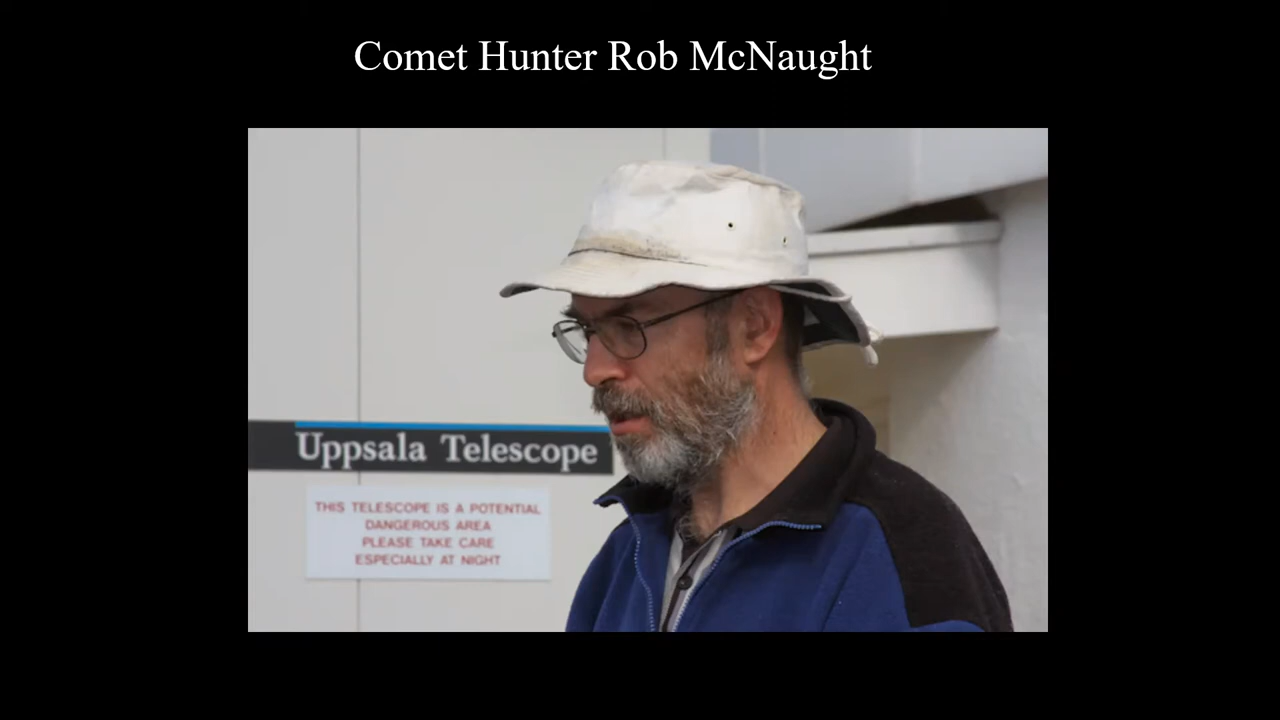 Comet Hunter Rob McNaught
Uppsala Telescope
THIS TELESCOPE IS A POTENTIAL
DANGEROUS AREA
PLEASE TAKE CARE
ESPECIALLY AT NIGHT